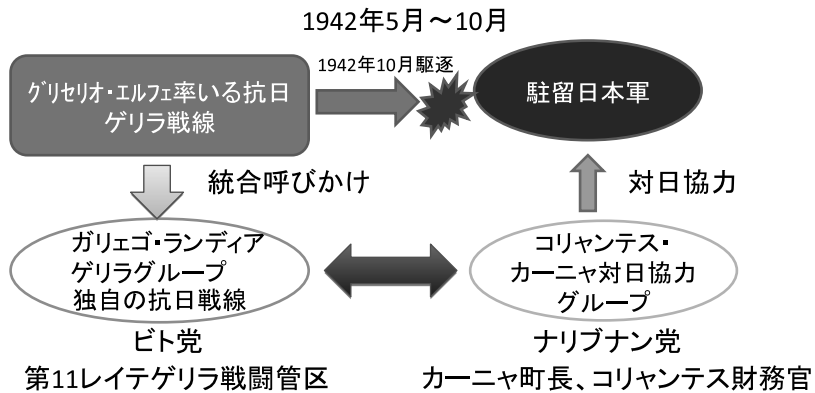 1942年5月～10月
1942年10月駆逐
グリセリオ・エルフェ率いる抗日
ゲリラ戦線
駐留日本軍
統合呼びかけ
対日協力
ガリェゴ・ランディア
ゲリラグループ
独自の抗日戦線
コリャンテス・
カーニャ対日協力
グループ
ビト党
ナリブナン党
第11レイテゲリラ戦闘管区
カーニャ町長、コリャンテス財務官